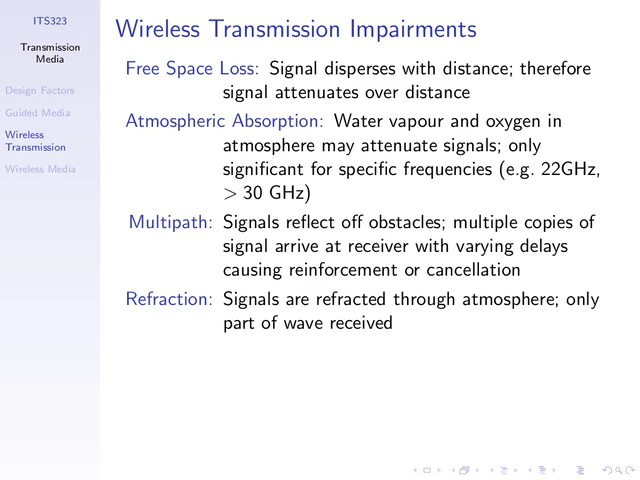 ITS323
Transmission
Media
Design Factors
Guided Media
Wireless
Transmission
Wireless Media
Wireless Transmission Impairments
Free Space Loss: Signal disperses with distance; therefore
signal attenuates over distance
Atmospheric Absorption: Water vapour and oxygen in
atmosphere may attenuate signals; only
significant for specific frequencies (e.g. 22GHz,
> 30 GHz)
Multipath: Signals reflect off obstacles; multiple copies of
signal arrive at receiver with varying delays
causing reinforcement or cancellation
Refraction: Signals are refracted through atmosphere; only
part of wave received